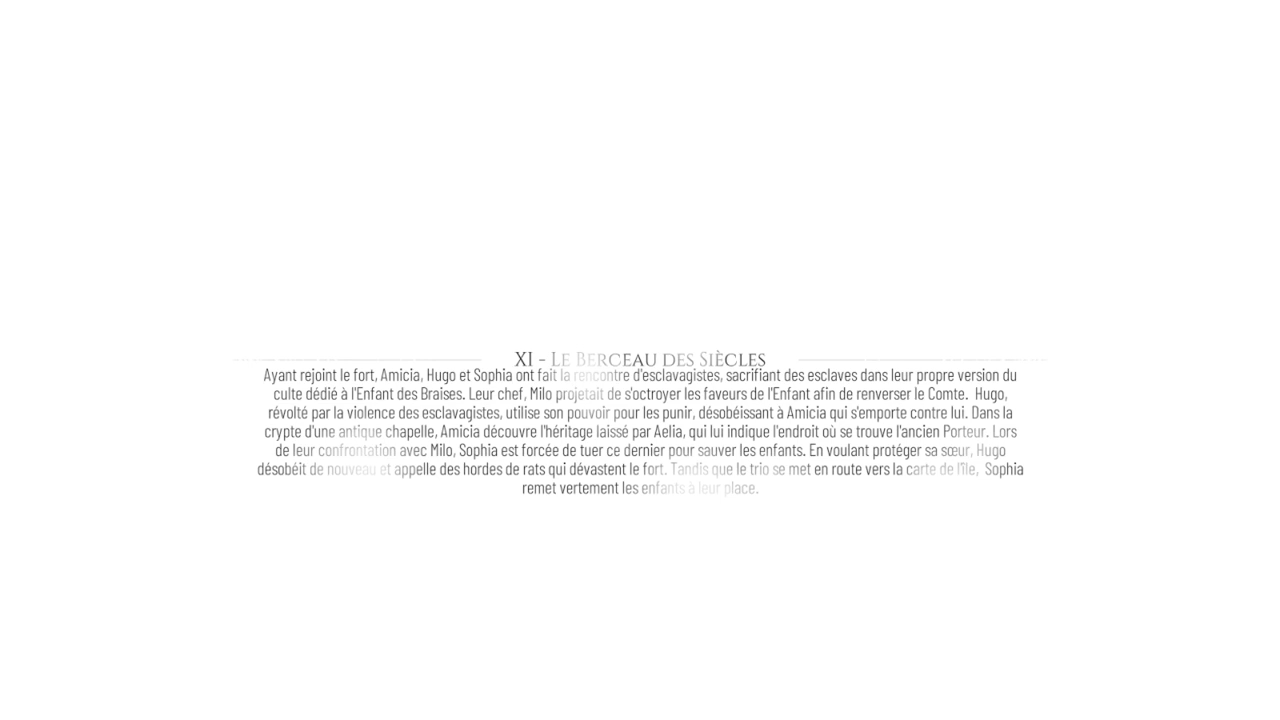 XI - Le Berceau des Siècles
Ayant rejoint le fort, Amicia, Hugo et Sophia ont fait la rencontre d'esclavagistes, sacrifiant des esclaves dans leur propre version du
culte dédié à l'Enfant des Braises. Leur chef, Milo projetait de s'octroyer les faveurs de l'Enfant afin de renverser le Comte.  Hugo,
révolté par la violence des esclavagistes, utilise son pouvoir pour les punir, désobéissant à Amicia qui s'emporte contre lui. Dans la
crypte d'une antique chapelle, Amicia découvre l'héritage laissé par Aelia, qui lui indique l'endroit où se trouve l'ancien Porteur. Lors
de leur confrontation avec Milo, Sophia est forcée de tuer ce dernier pour sauver les enfants. En voulant protéger sa sœur, Hugo
désobéit de nouveau et appelle des hordes de rats qui dévastent le fort. Tandis que le trio se met en route vers la carte de l'île,  Sophia
remet vertement les enfants à leur place.